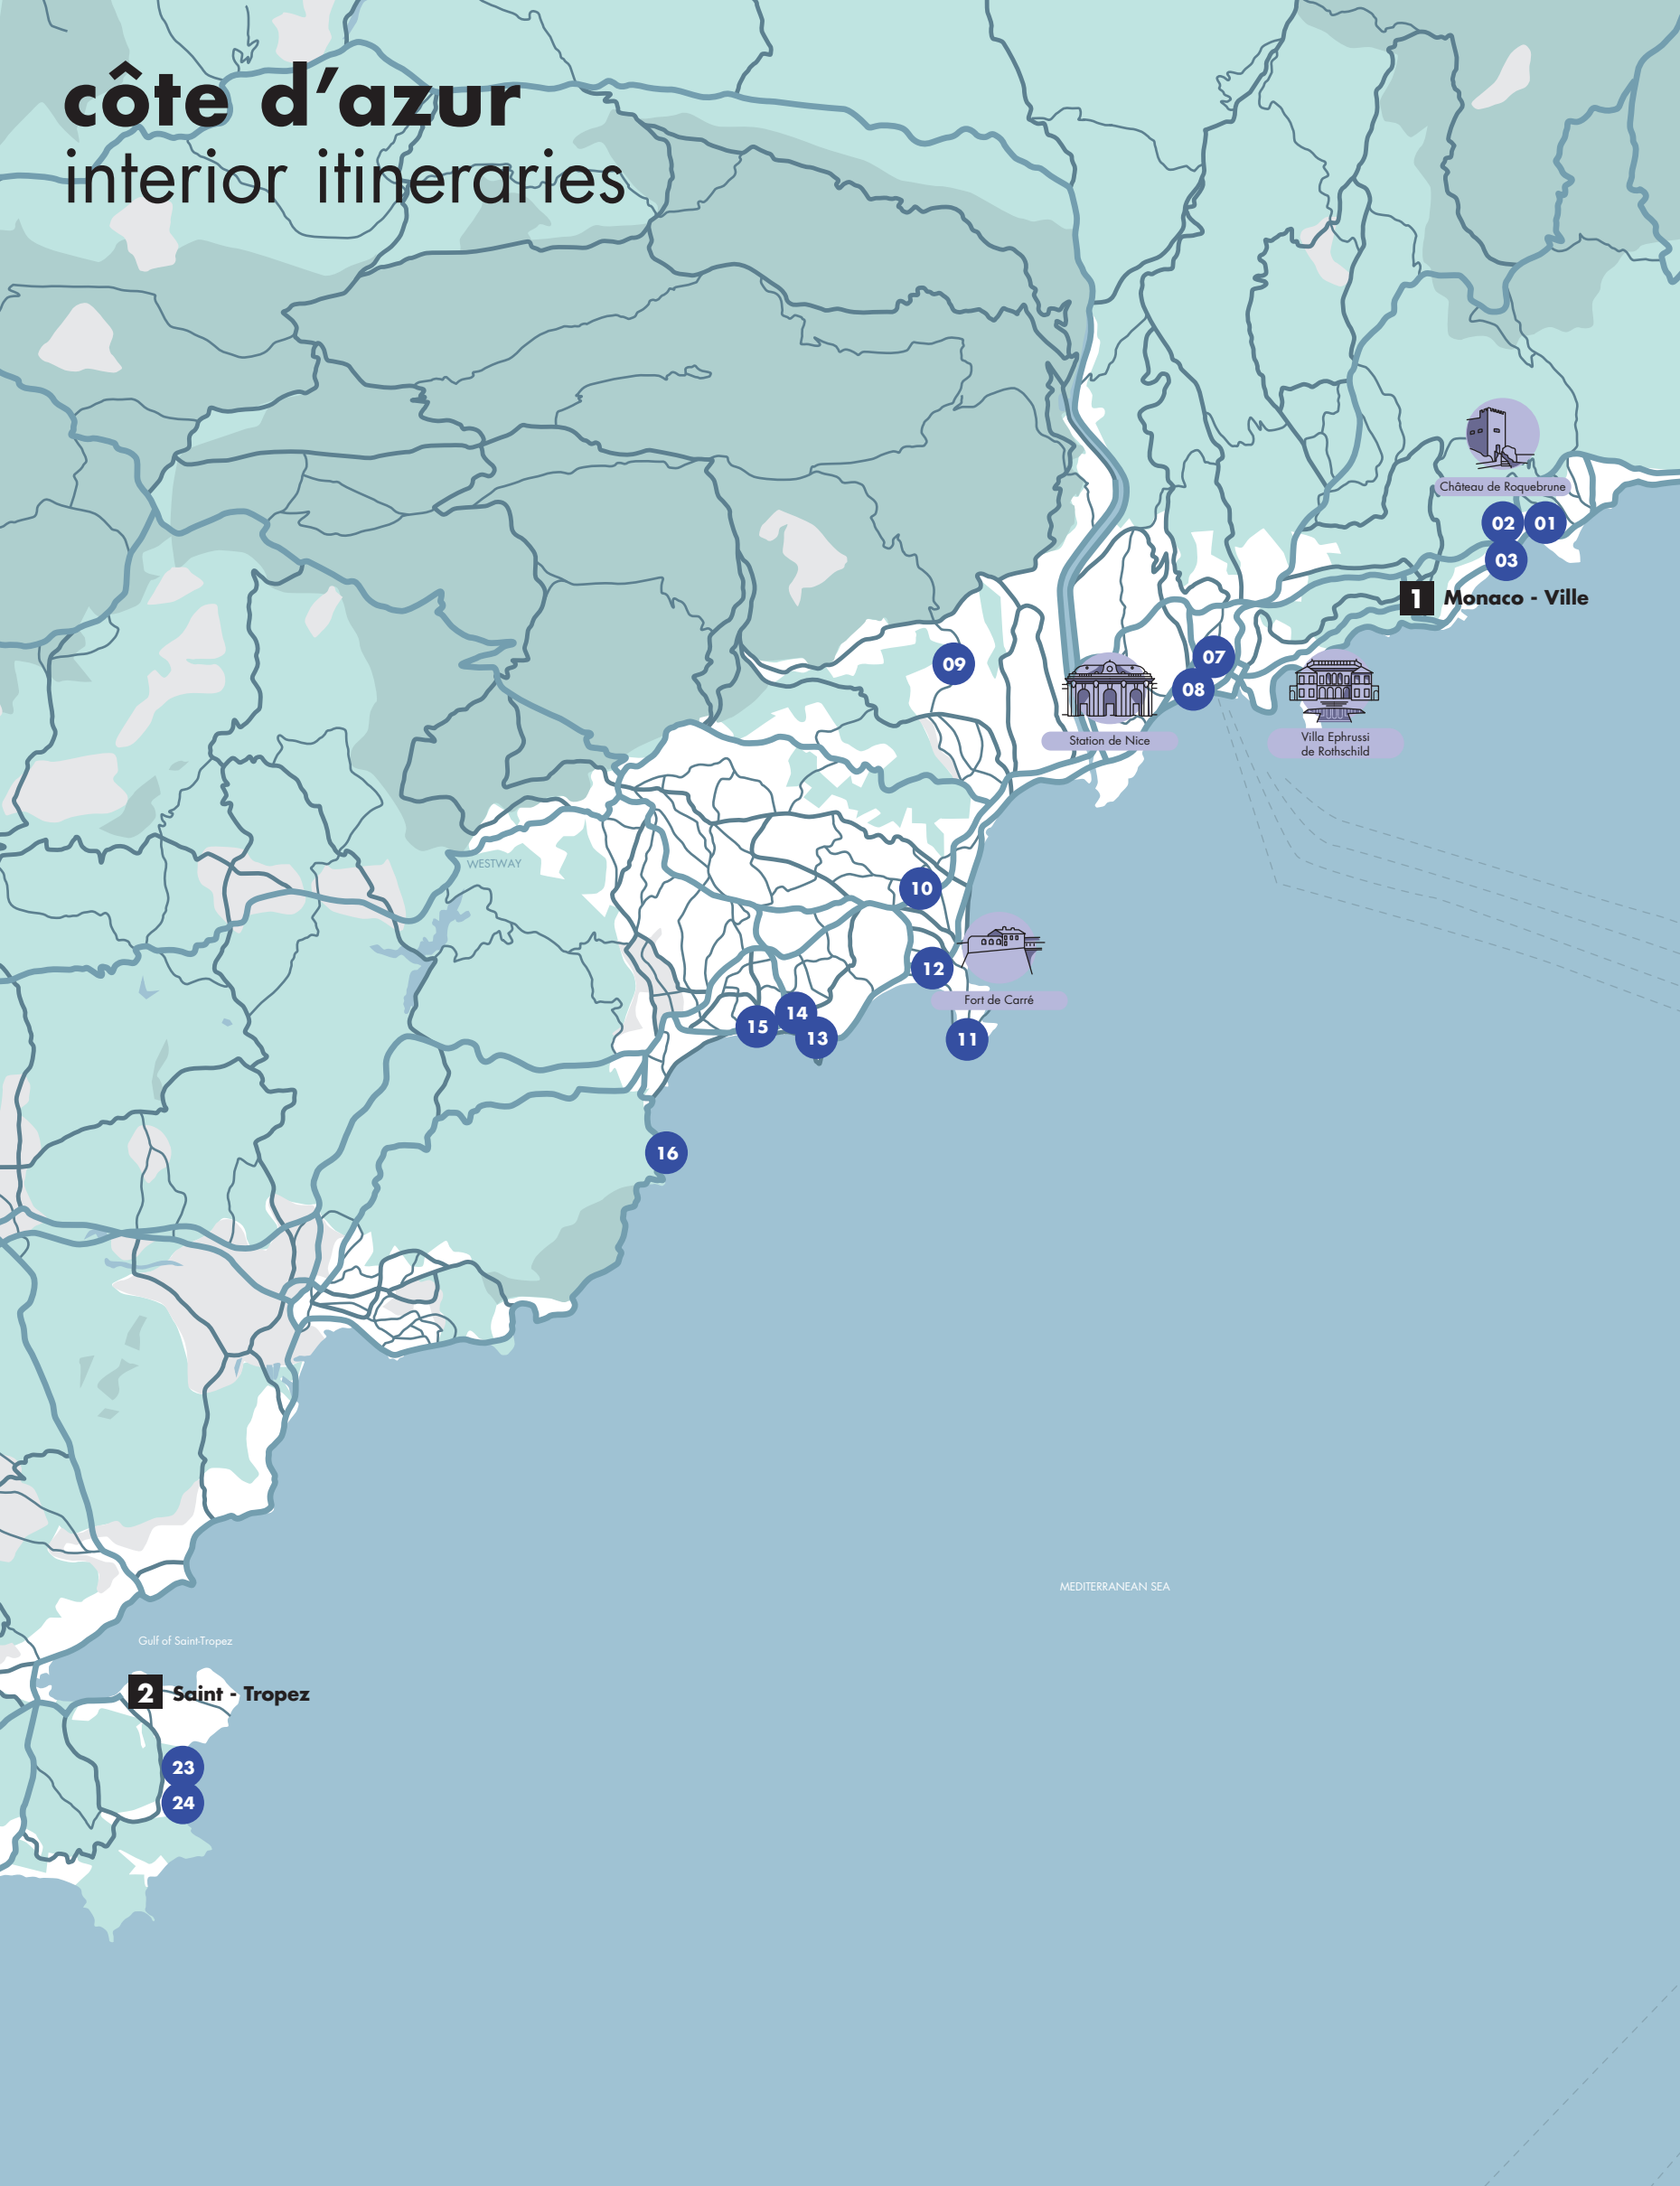 côte d’azur
interior itineraries
Château de Roquebrune
02
01
03
1 Monaco - Ville
07
08
09
Station de Nice
Villa Ephrussi
de Rothschild
WESTWAY
10
12
Fort de Carré
14
15
13
11
16
MEDITERRANEAN SEA
Gulf of Saint-Tropez
2 Saint - Tropez
23
24